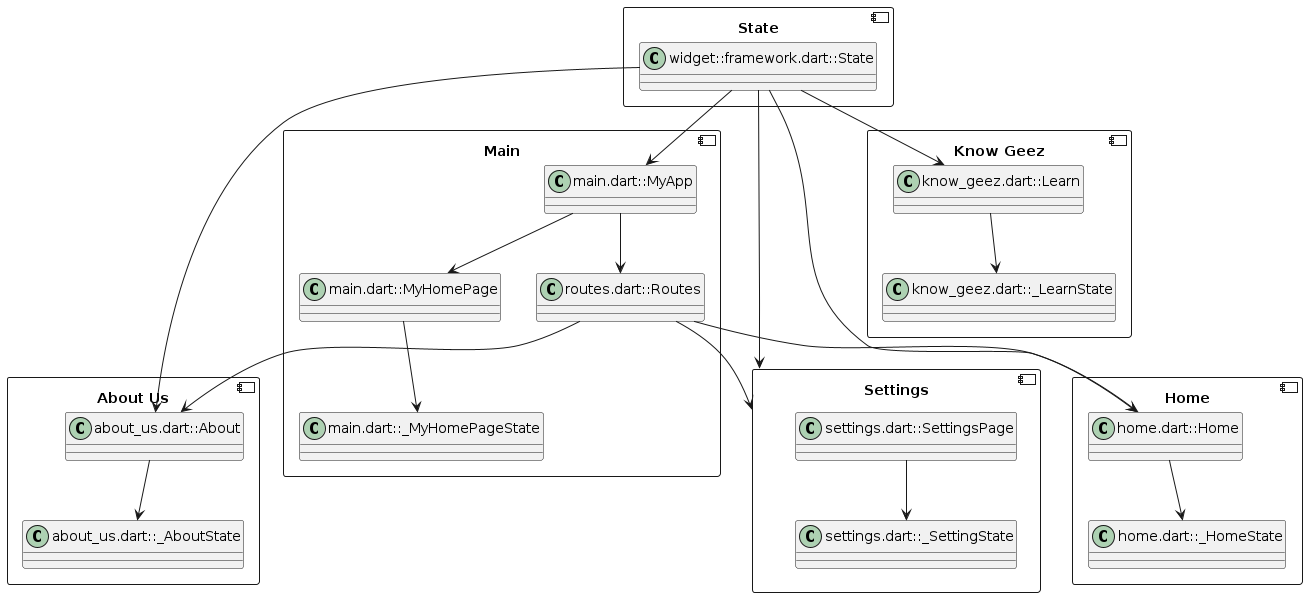 State
C widget::framework.dart::State
Main
C main.dart::MyApp
C main.dart::MyHomePage
C routes.dart::Routes
C main.dart::_MyHomePageState
Know Geez
C know_geez.dart::Learn
C know_geez.dart::_LearnState
About Us
C about_us.dart::About
C about_us.dart::_AboutState
Settings
C settings.dart::SettingsPage
C settings.dart::_SettingState
Home
C home.dart::Home
C home.dart::_HomeState